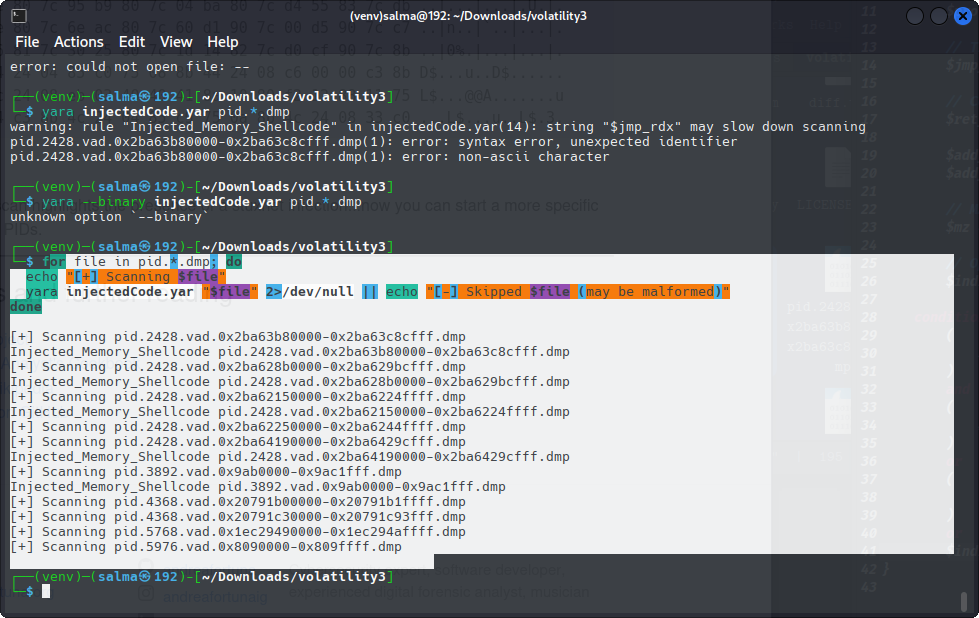 (venv)salma@192: ~/Downloads/volatility3
File Actions Edit View Help
error: could not open file: --
┌──(venv)─(salma㉿192)-[~/Downloads/volatility3]
└─$ yara injectedCode.yar pid.*.dmp
warning: rule "Injected_Memory_Shellcode" in injectedCode.yar(14): string "$jmp_rdx" may slow down scanning
pid.2428.vad.0x2ba63b80000-0x2ba63c8cfff.dmp(1): error: syntax error, unexpected identifier
pid.2428.vad.0x2ba63b80000-0x2ba63c8cfff.dmp(1): error: non-ascii character
┌──(venv)─(salma㉿192)-[~/Downloads/volatility3]
└─$ yara --binary injectedCode.yar pid.*.dmp
unknown option `--binary`
┌──(venv)─(salma㉿192)-[~/Downloads/volatility3]
└─$ for file in pid.*.dmp; do
echo "[+] Scanning $file"
yara injectedCode.yar "$file" 2>/dev/null || echo "[-] Skipped $file (may be malformed)"
done
[+] Scanning pid.2428.vad.0x2ba63b80000-0x2ba63c8cfff.dmp
Injected_Memory_Shellcode pid.2428.vad.0x2ba63b80000-0x2ba63c8cfff.dmp
[+] Scanning pid.2428.vad.0x2ba628b0000-0x2ba629bcfff.dmp
Injected_Memory_Shellcode pid.2428.vad.0x2ba628b0000-0x2ba629bcfff.dmp
[+] Scanning pid.2428.vad.0x2ba62150000-0x2ba6224ffff.dmp
Injected_Memory_Shellcode pid.2428.vad.0x2ba62150000-0x2ba6224ffff.dmp
[+] Scanning pid.2428.vad.0x2ba62250000-0x2ba6244ffff.dmp
[+] Scanning pid.2428.vad.0x2ba64190000-0x2ba6429cfff.dmp
Injected_Memory_Shellcode pid.2428.vad.0x2ba64190000-0x2ba6429cfff.dmp
[+] Scanning pid.3892.vad.0x9ab0000-0x9ac1fff.dmp
Injected_Memory_Shellcode pid.3892.vad.0x9ab0000-0x9ac1fff.dmp
[+] Scanning pid.4368.vad.0x20791b00000-0x20791b1ffff.dmp
[+] Scanning pid.4368.vad.0x20791c30000-0x20791c93fff.dmp
[+] Scanning pid.5768.vad.0x1ec29490000-0x1ec294affff.dmp
[+] Scanning pid.5976.vad.0x8090000-0x809ffff.dmp
┌──(venv)─(salma㉿192)-[~/Downloads/volatility3]
└─$